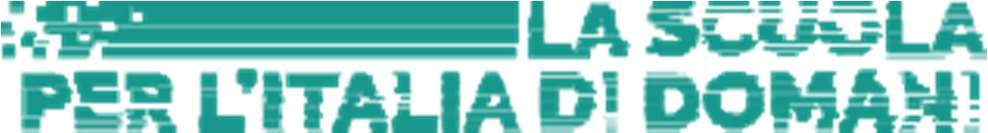 LA SCUOLA
PER L'ITALIA DI DOMANI